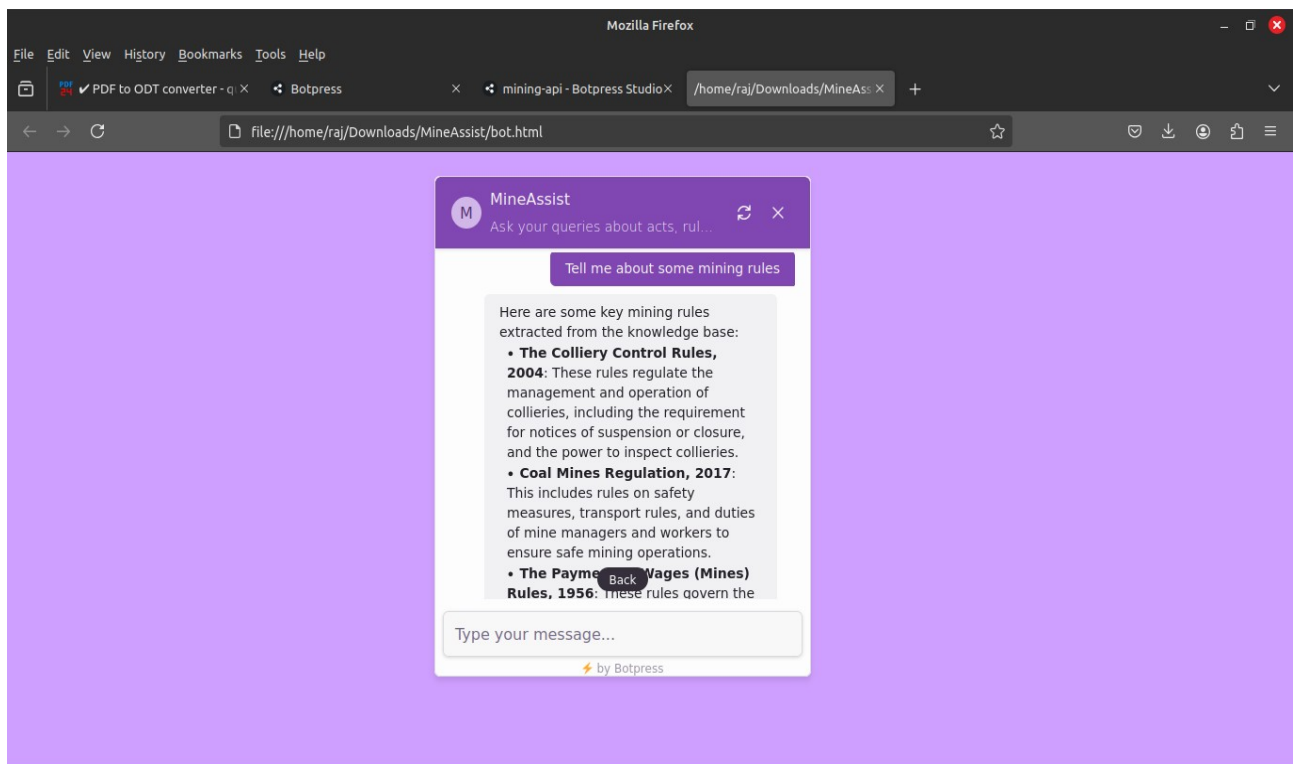 Mozilla Firefox
File Edit View History Bookmarks Tools Help
✔ PDF to ODT converter - q
Botpress
mining-api - Botpress Studio
/home/raj/Downloads/MineAss
file:///home/raj/Downloads/MineAssist/bot.html
M
MineAssist
Ask your queries about acts, rul...
Tell me about some mining rules
Here are some key mining rules
extracted from the knowledge base:
• The Colliery Control Rules,
2004: These rules regulate the
management and operation of
collieries, including the requirement
for notices of suspension or closure,
and the power to inspect collieries.
• Coal Mines Regulation, 2017:
This includes rules on safety
measures, transport rules, and duties
of mine managers and workers to
ensure safe mining operations.
• The Payme Wages (Mines)
Back
Rules, 1956: These rules govern the
Type your message...
⚡ by Botpress